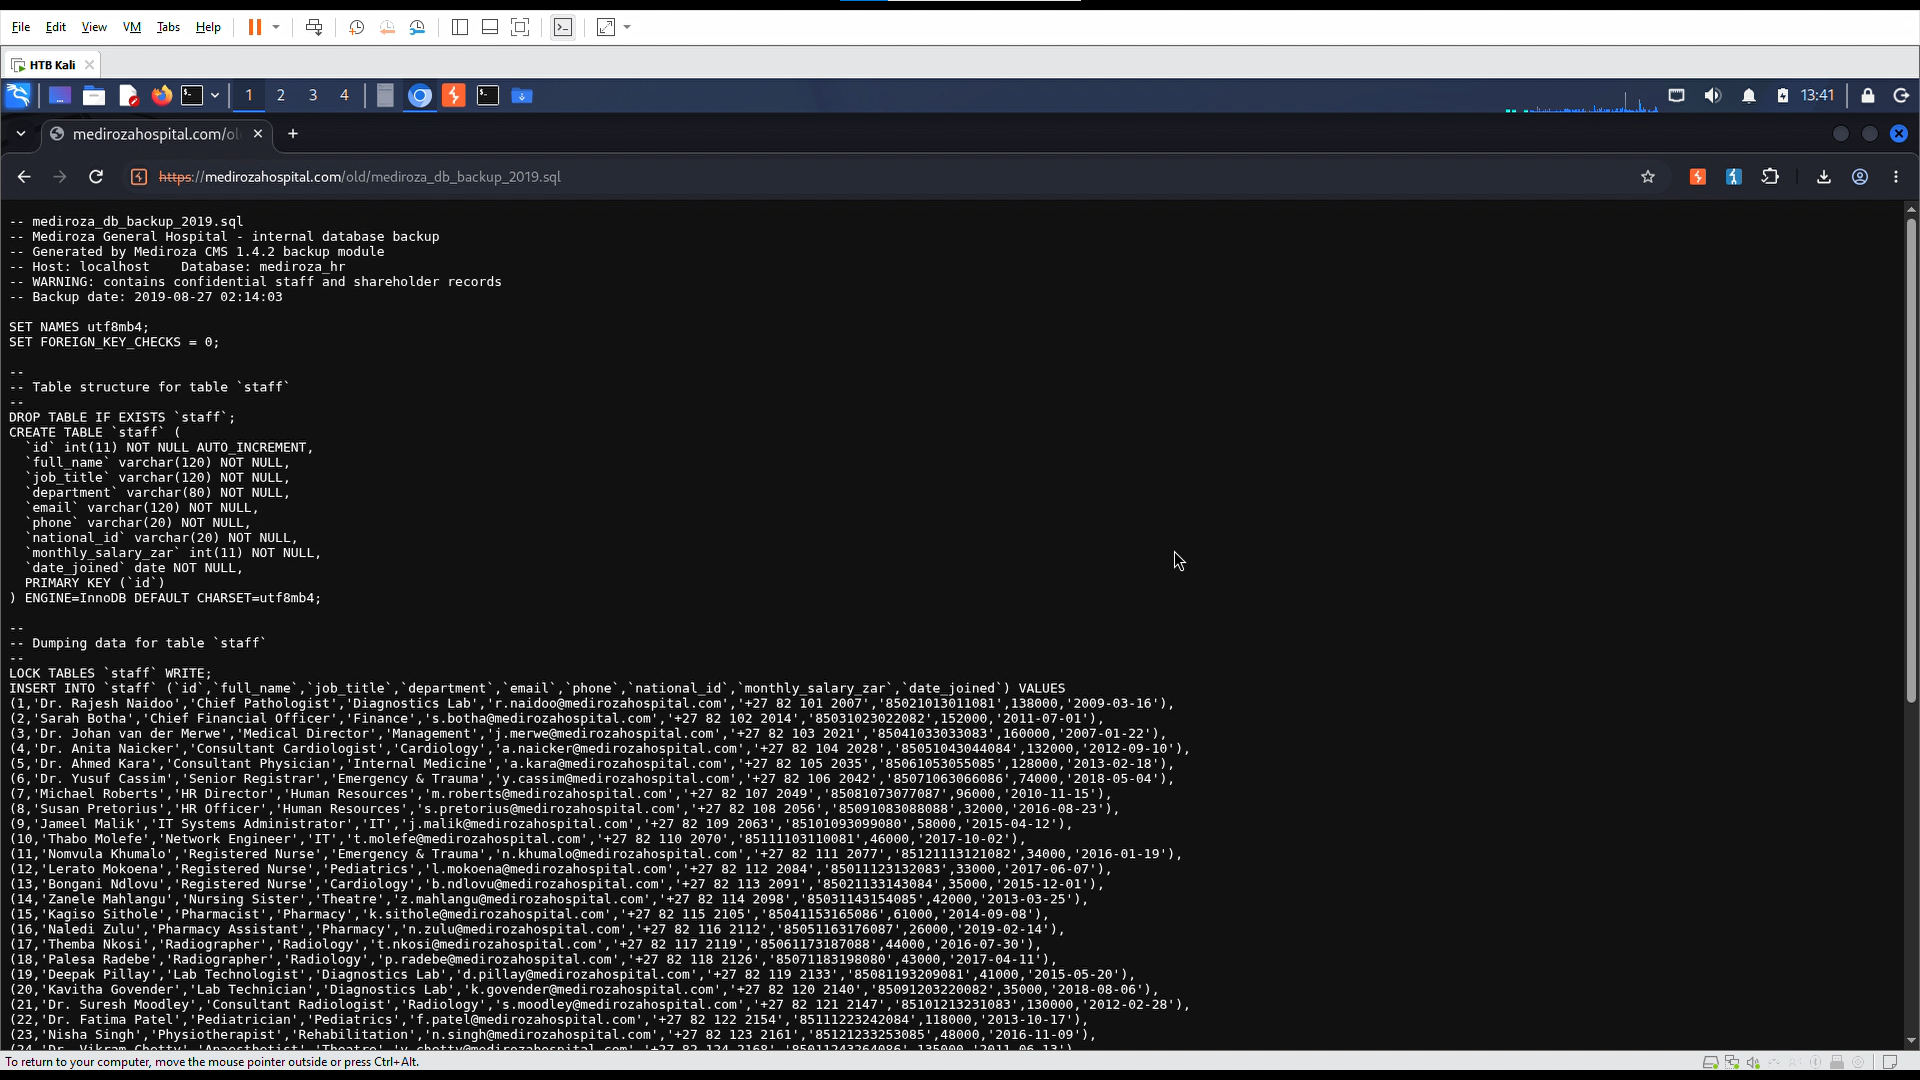 File Edit View VM Tabs Help
HTB Kali
1 2 3 4
13:41
medirozahospital.com/ol
https://medirozahospital.com/old/mediroza_db_backup_2019.sql
-- mediroza_db_backup_2019.sql
-- Mediroza General Hospital - internal database backup
-- Generated by Mediroza CMS 1.4.2 backup module
-- Host: localhost    Database: mediroza_hr
-- WARNING: contains confidential staff and shareholder records
-- Backup date: 2019-08-27 02:14:03
SET NAMES utf8mb4;
SET FOREIGN_KEY_CHECKS = 0;
--
-- Table structure for table `staff`
--
DROP TABLE IF EXISTS `staff`;
CREATE TABLE `staff` (
`id` int(11) NOT NULL AUTO_INCREMENT,
`full_name` varchar(120) NOT NULL,
`job_title` varchar(120) NOT NULL,
`department` varchar(80) NOT NULL,
`email` varchar(120) NOT NULL,
`phone` varchar(20) NOT NULL,
`national_id` varchar(20) NOT NULL,
`monthly_salary_zar` int(11) NOT NULL,
`date_joined` date NOT NULL,
PRIMARY KEY (`id`)
) ENGINE=InnoDB DEFAULT CHARSET=utf8mb4;
--
-- Dumping data for table `staff`
--
LOCK TABLES `staff` WRITE;
INSERT INTO `staff` (`id`,`full_name`,`job_title`,`department`,`email`,`phone`,`national_id`,`monthly_salary_zar`,`date_joined`) VALUES
(1,'Dr. Rajesh Naidoo','Chief Pathologist','Diagnostics Lab','r.naidoo@medirozahospital.com','+27 82 101 2007','85021013011081',138000,'2009-03-16'),
(2,'Sarah Botha','Chief Financial Officer','Finance','s.botha@medirozahospital.com','+27 82 102 2014','85031023022082',152000,'2011-07-01'),
(3,'Dr. Johan van der Merwe','Medical Director','Management','j.merwe@medirozahospital.com','+27 82 103 2021','85041033033083',160000,'2007-01-22'),
(4,'Dr. Anita Naicker','Consultant Cardiologist','Cardiology','a.naicker@medirozahospital.com','+27 82 104 2028','85051043044084',132000,'2012-09-10'),
(5,'Dr. Ahmed Kara','Consultant Physician','Internal Medicine','a.kara@medirozahospital.com','+27 82 105 2035','85061053055085',128000,'2013-02-18'),
(6,'Dr. Yusuf Cassim','Senior Registrar','Emergency & Trauma','y.cassim@medirozahospital.com','+27 82 106 2042','85071063066086',74000,'2018-05-04'),
(7,'Michael Roberts','HR Director','Human Resources','m.roberts@medirozahospital.com','+27 82 107 2049','85081073077087',96000,'2010-11-15'),
(8,'Susan Pretorius','HR Officer','Human Resources','s.pretorius@medirozahospital.com','+27 82 108 2056','85091083088088',32000,'2016-08-23'),
(9,'Jameel Malik','IT Systems Administrator','IT','j.malik@medirozahospital.com','+27 82 109 2063','85101093099080',58000,'2015-04-12'),
(10,'Thabo Molefe','Network Engineer','IT','t.molefe@medirozahospital.com','+27 82 110 2070','85111103110081',46000,'2017-10-02'),
(11,'Nomvula Khumalo','Registered Nurse','Emergency & Trauma','n.khumalo@medirozahospital.com','+27 82 111 2077','85121113121082',34000,'2016-01-19'),
(12,'Lerato Mokoena','Registered Nurse','Pediatrics','l.mokoena@medirozahospital.com','+27 82 112 2084','85011123132083',33000,'2017-06-07'),
(13,'Bongani Ndlovu','Registered Nurse','Cardiology','b.ndlovu@medirozahospital.com','+27 82 113 2091','85021133143084',35000,'2015-12-01'),
(14,'Zanele Mahlangu','Nursing Sister','Theatre','z.mahlangu@medirozahospital.com','+27 82 114 2098','85031143154085',42000,'2013-03-25'),
(15,'Kagiso Sithole','Pharmacist','Pharmacy','k.sithole@medirozahospital.com','+27 82 115 2105','85041153165086',61000,'2014-09-08'),
(16,'Naledi Zulu','Pharmacy Assistant','Pharmacy','n.zulu@medirozahospital.com','+27 82 116 2112','85051163176087',26000,'2019-02-14'),
(17,'Themba Nkosi','Radiographer','Radiology','t.nkosi@medirozahospital.com','+27 82 117 2119','85061173187088',44000,'2016-07-30'),
(18,'Palesa Radebe','Radiographer','Radiology','p.radebe@medirozahospital.com','+27 82 118 2126','85071183198080',43000,'2017-04-11'),
(19,'Deepak Pillay','Lab Technologist','Diagnostics Lab','d.pillay@medirozahospital.com','+27 82 119 2133','85081193209081',41000,'2015-05-20'),
(20,'Kavitha Govender','Lab Technician','Diagnostics Lab','k.govender@medirozahospital.com','+27 82 120 2140','85091203220082',35000,'2018-08-06'),
(21,'Dr. Suresh Moodley','Consultant Radiologist','Radiology','s.moodley@medirozahospital.com','+27 82 121 2147','85101213231083',130000,'2012-02-28'),
(22,'Dr. Fatima Patel','Pediatrician','Pediatrics','f.patel@medirozahospital.com','+27 82 122 2154','85111223242084',118000,'2013-10-17'),
(23,'Nisha Singh','Physiotherapist','Rehabilitation','n.singh@medirozahospital.com','+27 82 123 2161','85121233253085',48000,'2016-11-09'),
To return to your computer, move the mouse pointer outside or press Ctrl+Alt.